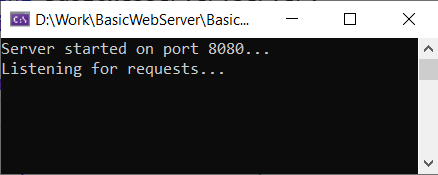 D:\Work\BasicWebServer\Basic...
Server started on port 8080...
Listening for requests...